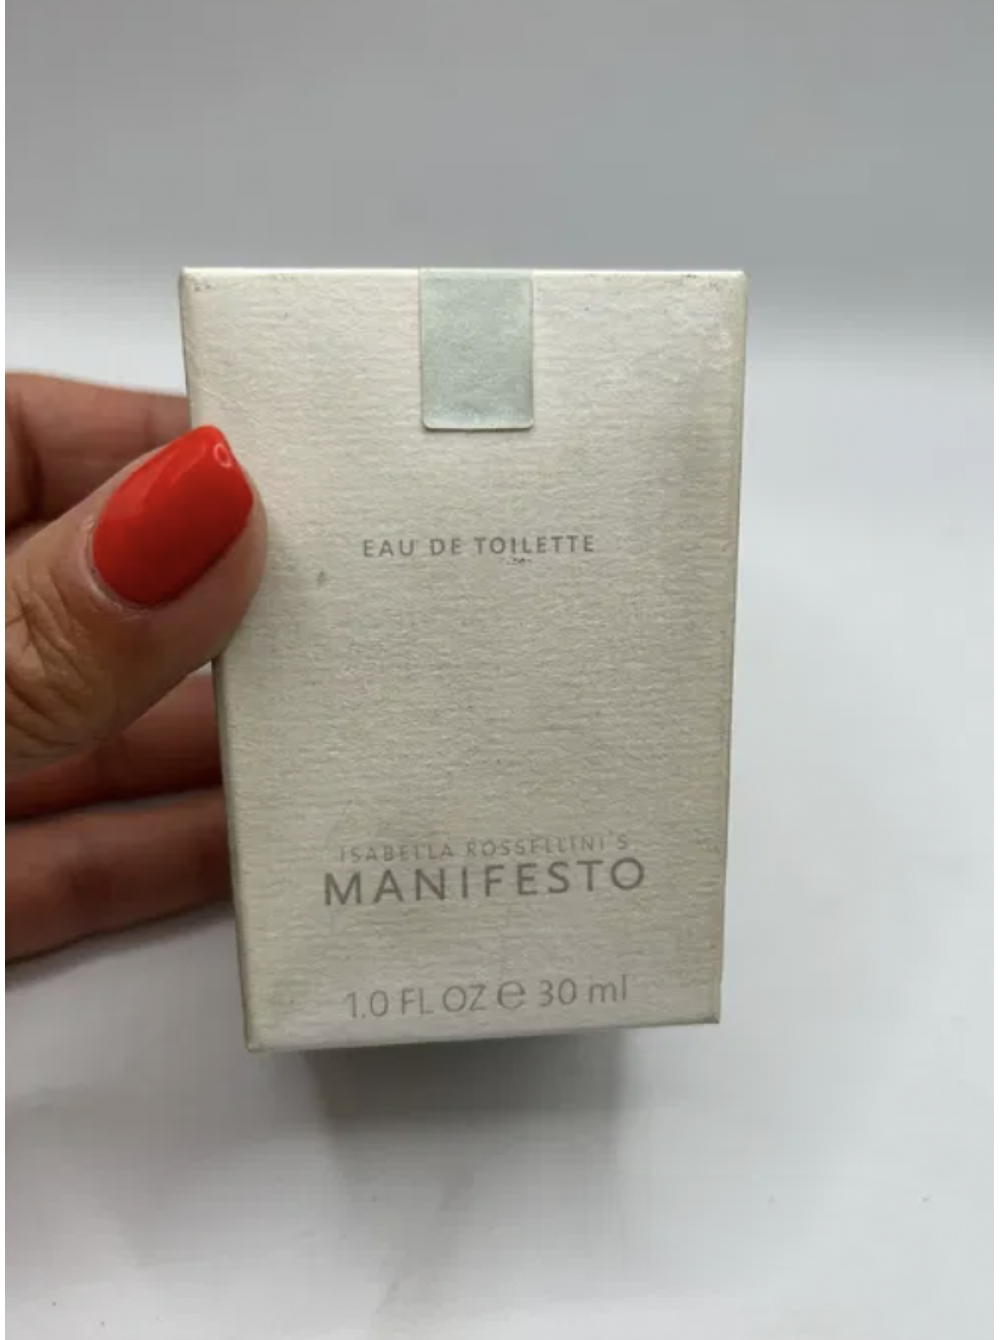 EAU DE TOILETTE
ISABELLA ROSSELLINI'S
MANIFESTO
1.0 FL OZ e 30 ml